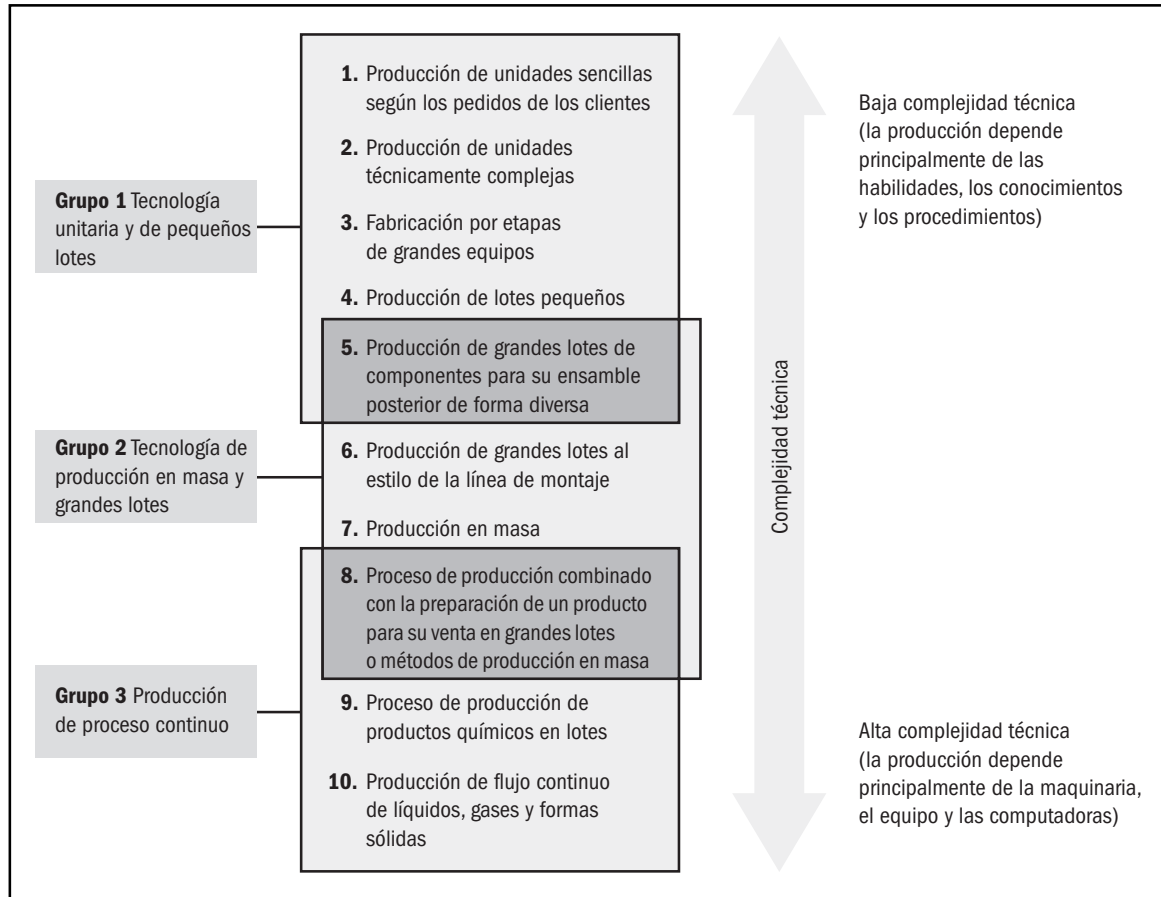 1. Producción de unidades sencillas
según los pedidos de los clientes
2. Producción de unidades
técnicamente complejas
3. Fabricación por etapas
de grandes equipos
4. Producción de lotes pequeños
5. Producción de grandes lotes de
componentes para su ensamble
posterior de forma diversa
6. Producción de grandes lotes al
estilo de la línea de montaje
7. Producción en masa
8. Proceso de producción combinado
con la preparación de un producto
para su venta en grandes lotes
o métodos de producción en masa
9. Proceso de producción de
productos químicos en lotes
10. Producción de flujo continuo
de líquidos, gases y formas
sólidas
Grupo 1 Tecnología
unitaria y de pequeños
lotes
Grupo 2 Tecnología de
producción en masa y
grandes lotes
Grupo 3 Producción
de proceso continuo
Complejidad técnica
Baja complejidad técnica
(la producción depende
principalmente de las
habilidades, los conocimientos
y los procedimientos)
Alta complejidad técnica
(la producción depende
principalmente de la maquinaria,
el equipo y las computadoras)